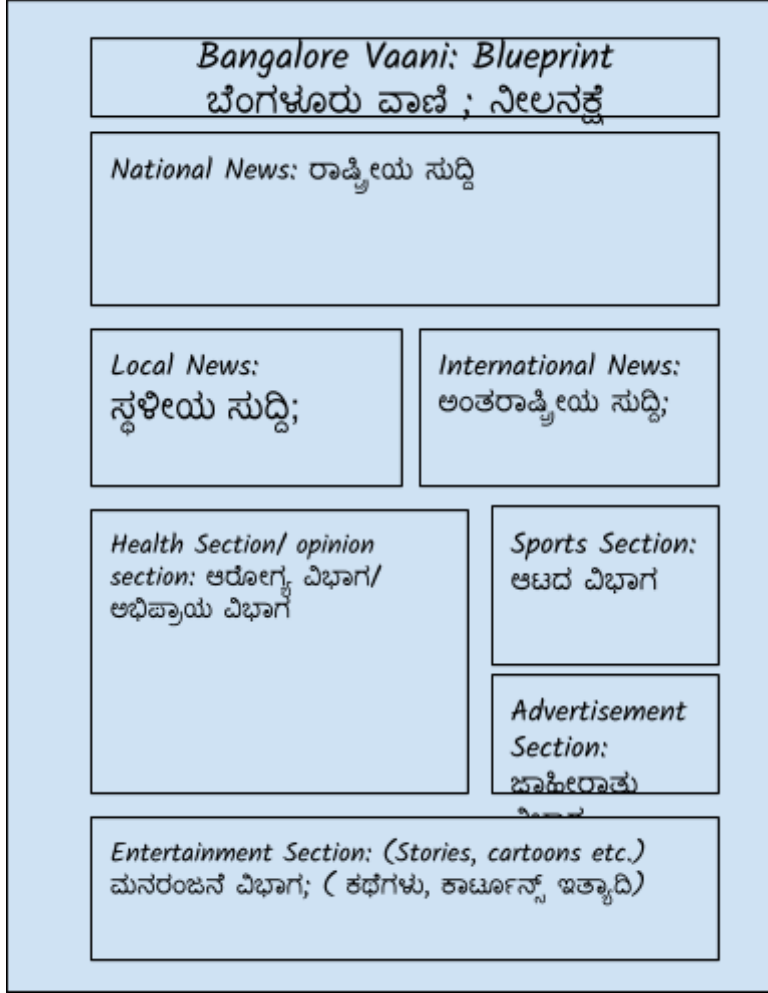 Bangalore Vaani: Blueprint
ಬೆಂಗಳೂರು ವಾಣಿ ; ನೀಲನಕ್ಷೆ
National News: ರಾಷ್ಟ್ರೀಯ ಸುದ್ದಿ
Local News:
ಸ್ಥಳೀಯ ಸುದ್ದಿ;
International News:
ಅಂತರಾಷ್ಟ್ರೀಯ ಸುದ್ದಿ;
Health Section/ opinion
section: ಆರೋಗ್ಯ ವಿಭಾಗ/
ಅಭಿಪ್ರಾಯ ವಿಭಾಗ
Sports Section:
ಆಟದ ವಿಭಾಗ
Advertisement
Section:
ಜಾಹೀರಾತು
Entertainment Section: (Stories, cartoons etc.)
ಮನರಂಜನೆ ವಿಭಾಗ; ( ಕಥೆಗಳು, ಕಾರ್ಟೂನ್ಸ್ ಇತ್ಯಾದಿ)